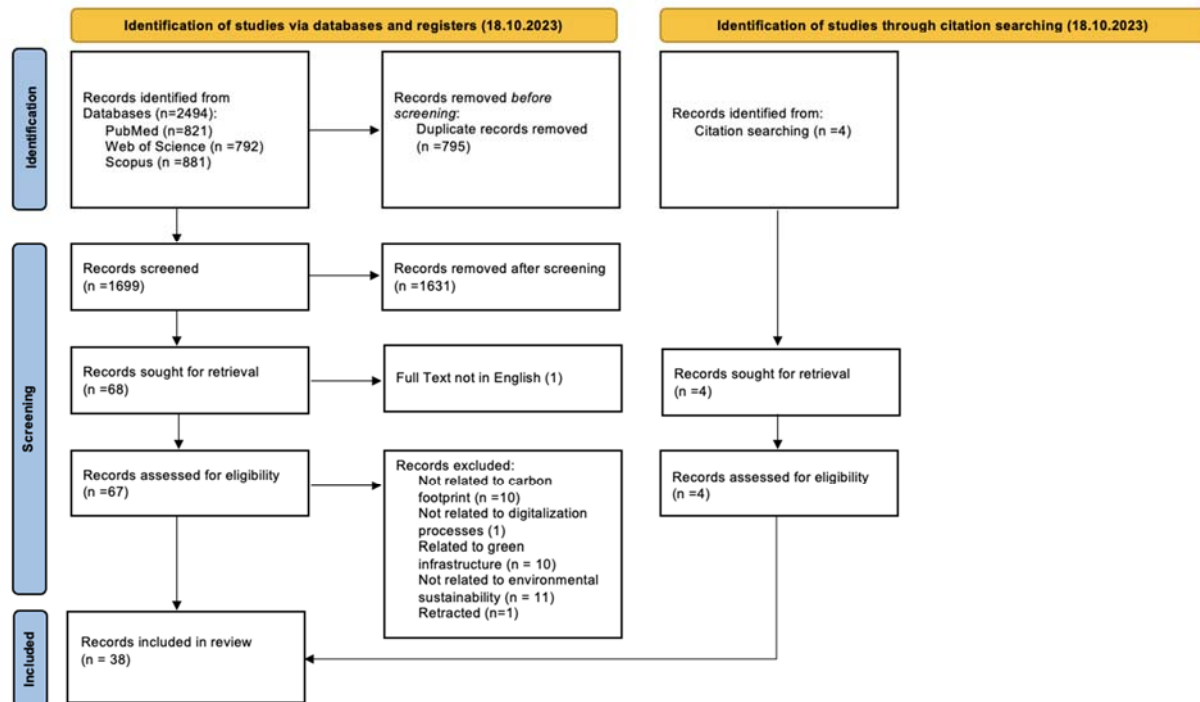 Identification of studies via databases and registers (18.10.2023)
Identification of studies through citation searching (18.10.2023)
Identification
Records identified from
Databases (n=2494):
PubMed (n=821)
Web of Science (n =792)
Scopus (n =881)
Records removed before
screening:
Duplicate records removed
(n =795)
Records identified from:
Citation searching (n =4)
Screening
Records screened
(n =1699)
Records removed after screening
(n =1631)
Records sought for retrieval
(n =68)
Full Text not in English (1)
Records sought for retrieval
(n =4)
Records assessed for eligibility
(n =67)
Records excluded:
Not related to carbon
footprint (n =10)
Not related to digitalization
processes (1)
Related to green
infrastructure (n = 10)
Not related to environmental
sustainability (n = 11)
Retracted (n=1)
Records assessed for eligibility
(n =4)
Included
Records included in review
(n = 38)